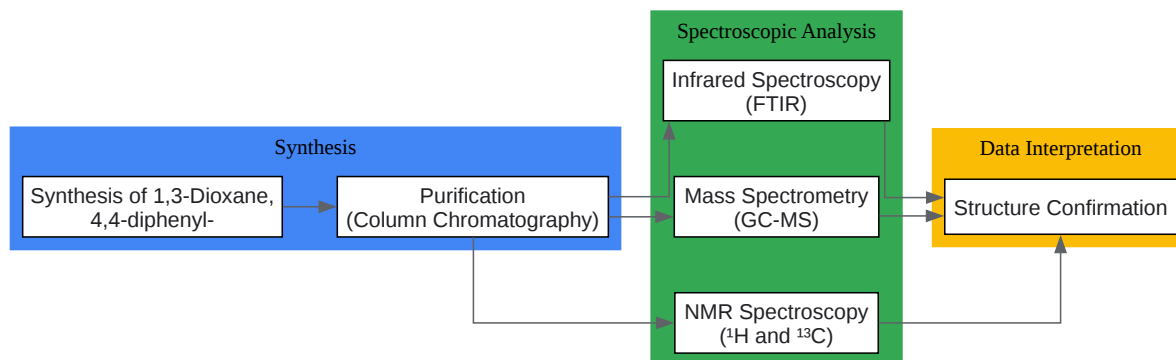 Spectroscopic Analysis
Infrared Spectroscopy
(FTIR)
Synthesis
Data Interpretation
Synthesis of 1,3-Dioxane,
4,4-diphenyl-
Purification
(Column Chromatography)
Mass Spectrometry
(GC-MS)
Structure Confirmation
NMR Spectroscopy
(¹H and ¹³C)